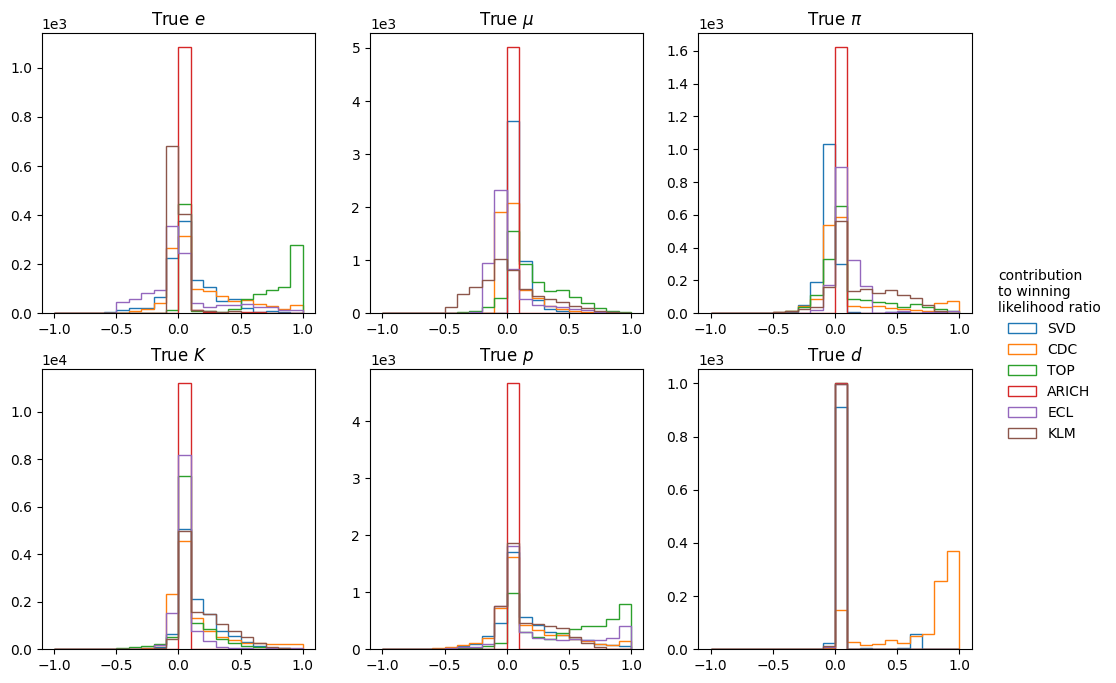 True e
1e3
1.0
0.8
0.6
0.4
0.2
0.0
−1.0 −0.5 0.0 0.5 1.0
True μ
1e3
5
4
3
2
1
0
−1.0 −0.5 0.0 0.5 1.0
True π
1e3
1.6
1.4
1.2
1.0
0.8
0.6
0.4
0.2
0.0
−1.0 −0.5 0.0 0.5 1.0
True K
1e4
1.0
0.8
0.6
0.4
0.2
0.0
−1.0 −0.5 0.0 0.5 1.0
True p
1e3
4
3
2
1
0
−1.0 −0.5 0.0 0.5 1.0
True d
1e3
1.0
0.8
0.6
0.4
0.2
0.0
−1.0 −0.5 0.0 0.5 1.0
contribution
to winning
likelihood ratio
SVD
CDC
TOP
ARICH
ECL
KLM